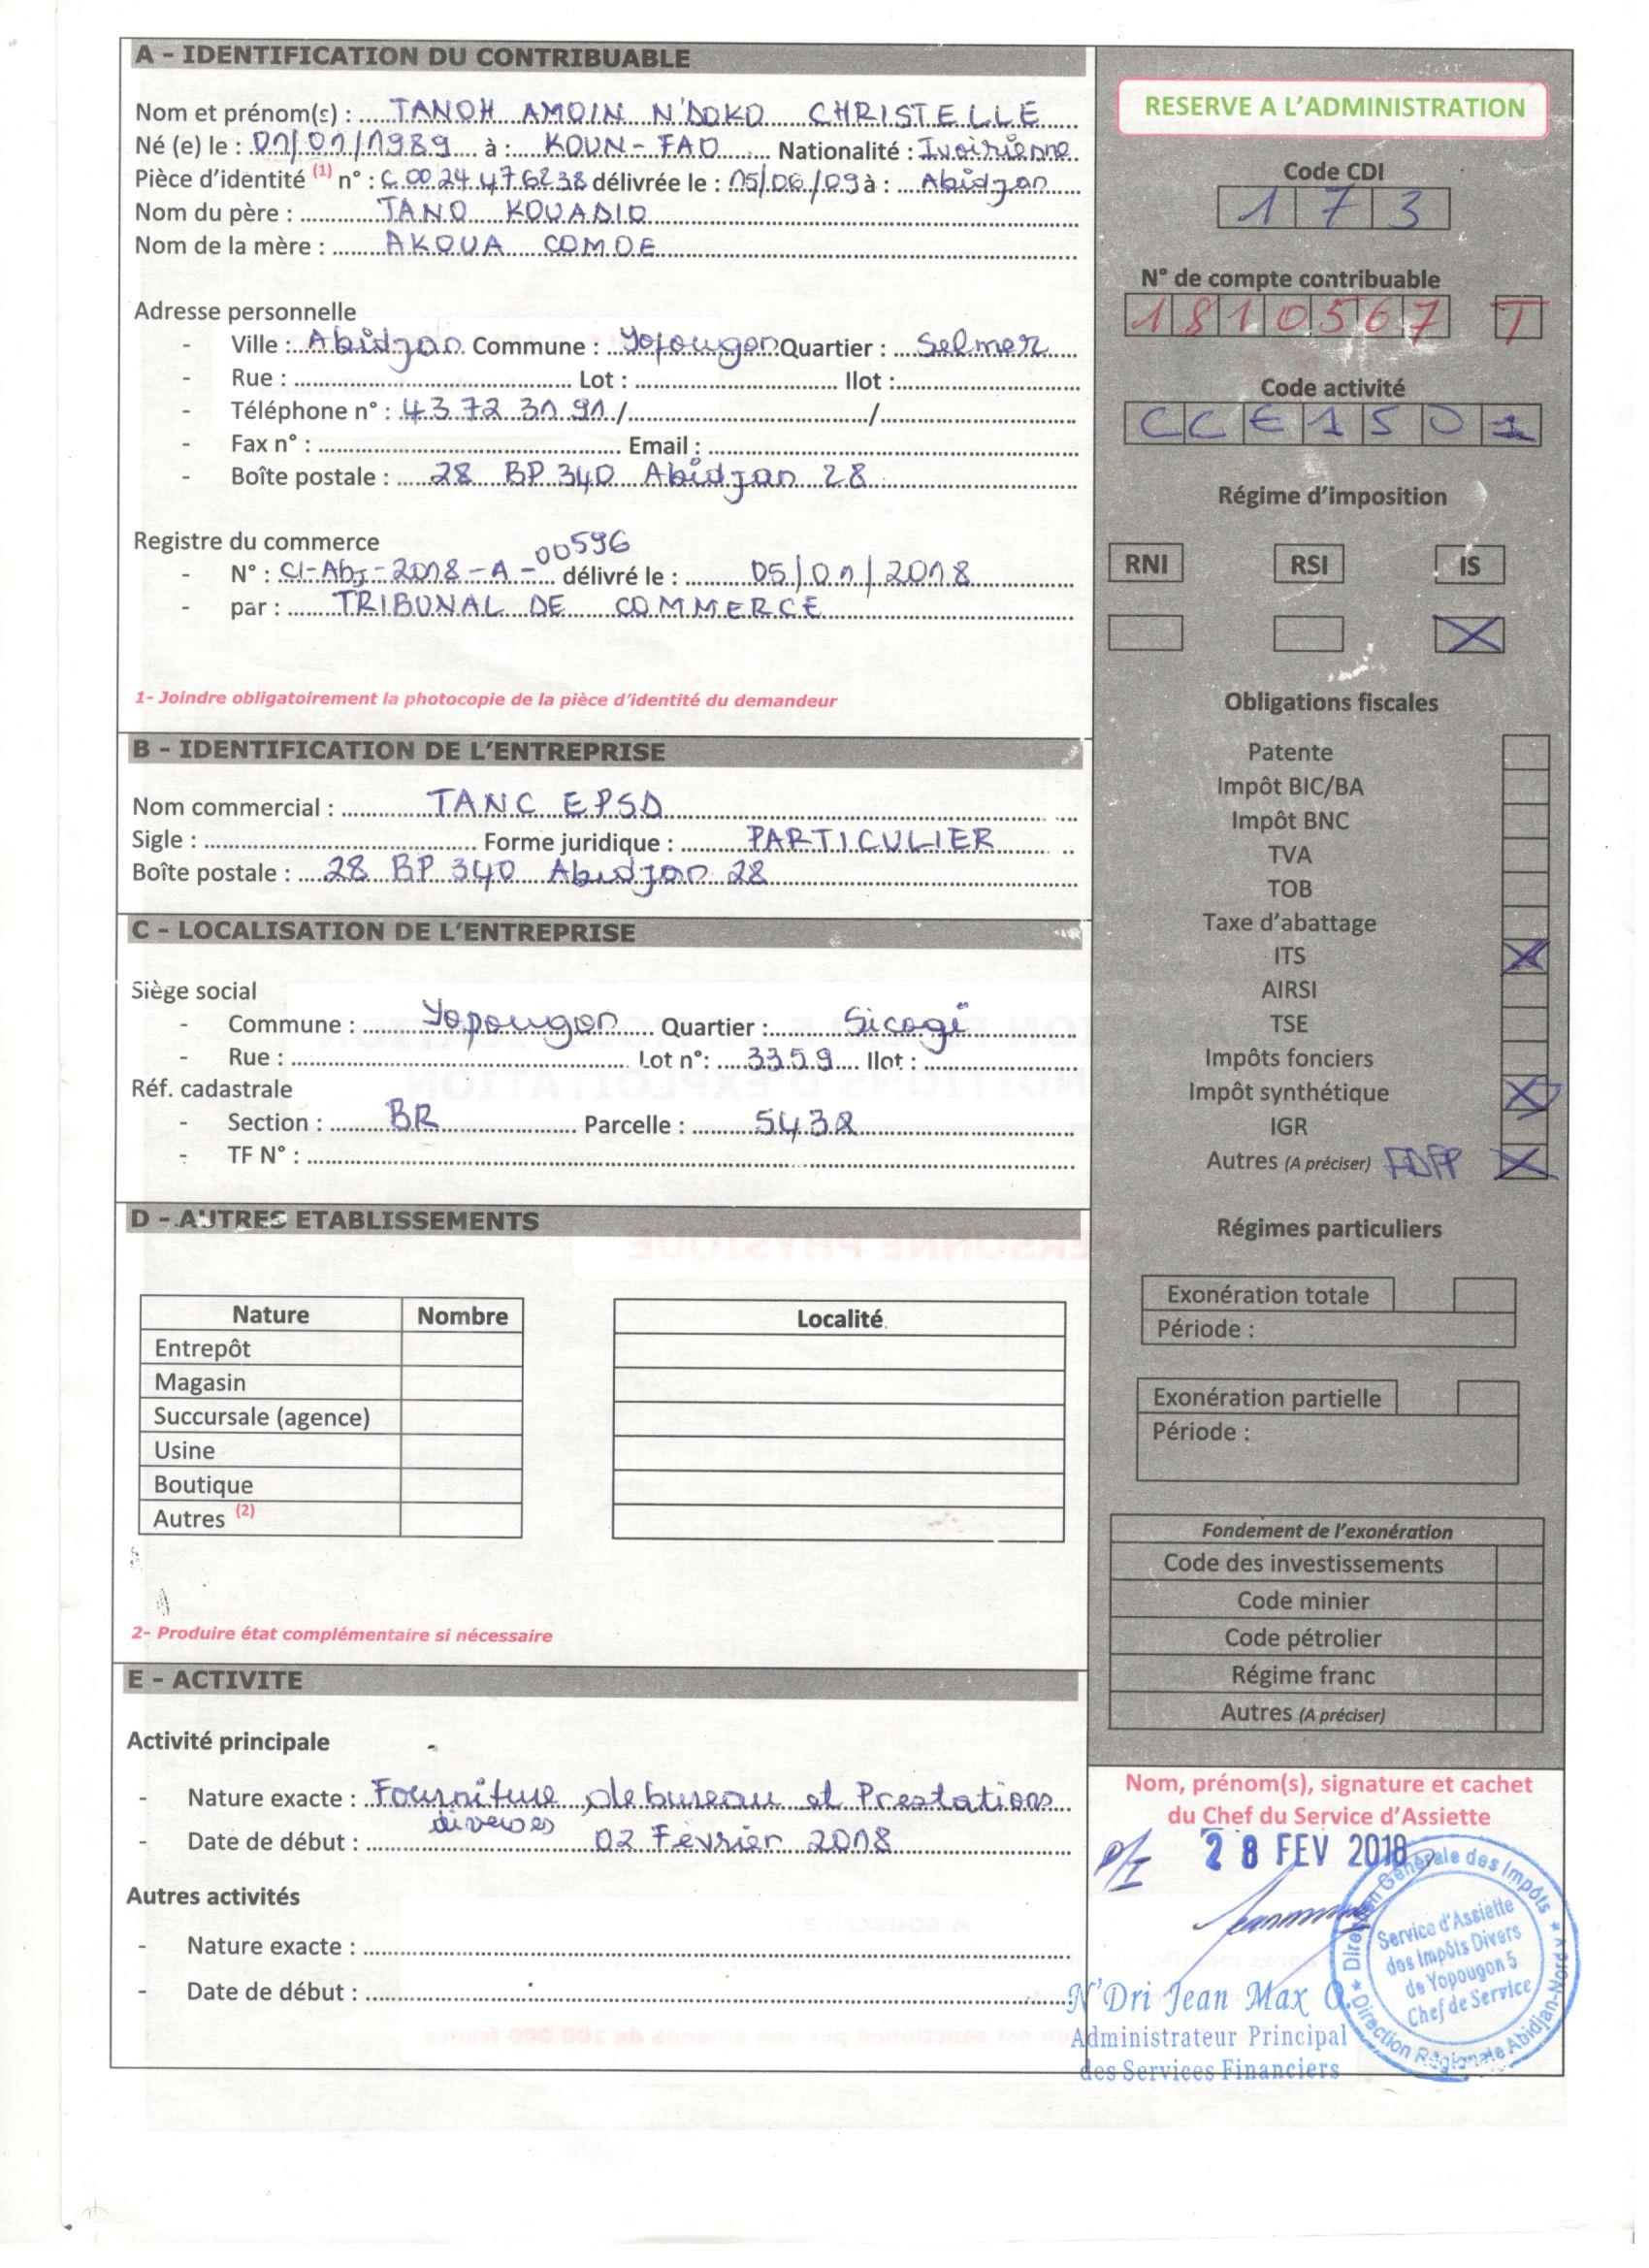 A - IDENTIFICATION DU CONTRIBUABLE
Nom et prénom(s) : TANOH AMOIN N'DOKO CHRISTELLE
Né (e) le : 01/01/1989 à : KOUN-FAO Nationalité : Ivoirienne
Pièce d'identité (1) n° : C 00 24 476238 délivrée le : 15/06/09 à : Abidjan
Nom du père : TANO KOUADIO
Nom de la mère : AKOUA COMOE
Adresse personnelle
- Ville : Abidjan Commune : Yopougon Quartier : Selmer
- Rue : Lot : Ilot :
- Téléphone n° : 43 72 31 91 / /
- Fax n° : Email :
- Boîte postale : 28 BP 340 Abidjan 28
Registre du commerce
- N° : CI-Abj-2018-A-00596 délivré le : 05/01/2018
- par : TRIBUNAL DE COMMERCE
1- Joindre obligatoirement la photocopie de la pièce d'identité du demandeur
B - IDENTIFICATION DE L'ENTREPRISE
Nom commercial : TANC EPSD
Sigle : Forme juridique : PARTICULIER
Boîte postale : 28 BP 340 Abidjan 28
C - LOCALISATION DE L'ENTREPRISE
Siège social
- Commune : Yopougon Quartier : Sicogi
- Rue : Lot n°: 3359 Ilot :
Réf. cadastrale
- Section : BR Parcelle : 5432
- TF N° :
D - AUTRES ETABLISSEMENTS
Nature Nombre Localité
Entrepôt
Magasin
Succursale (agence)
Usine
Boutique
Autres (2)
2- Produire état complémentaire si nécessaire
E - ACTIVITE
Activité principale
- Nature exacte : Fourniture de bureau et Prestations
diverses
- Date de début : 02 Février 2018
Autres activités
- Nature exacte :
- Date de début :
RESERVE A L'ADMINISTRATION
Code CDI
1 7 3
N° de compte contribuable
1 8 1 0 5 6 7 T
Code activité
C C E 1 5 0 1
Régime d'imposition
RNI RSI IS
X
Obligations fiscales
Patente
Impôt BIC/BA
Impôt BNC
TVA
TOB
Taxe d'abattage
ITS X
AIRSI
TSE
Impôts fonciers
Impôt synthétique X
IGR
Autres (A préciser) FDFP X
Régimes particuliers
Exonération totale
Période :
Exonération partielle
Période :
Fondement de l'exonération
Code des investissements
Code minier
Code pétrolier
Régime franc
Autres (A préciser)
Nom, prénom(s), signature et cachet
du Chef du Service d'Assiette
P/I 28 FEV 2018
Direction Générale des Impôts
Service d'Assiette
des Impôts Divers
de Yopougon 5
Chef de Service
Direction Régionale Abidjan-Nord V
N'Dri Jean Max O.
Administrateur Principal
des Services Financiers